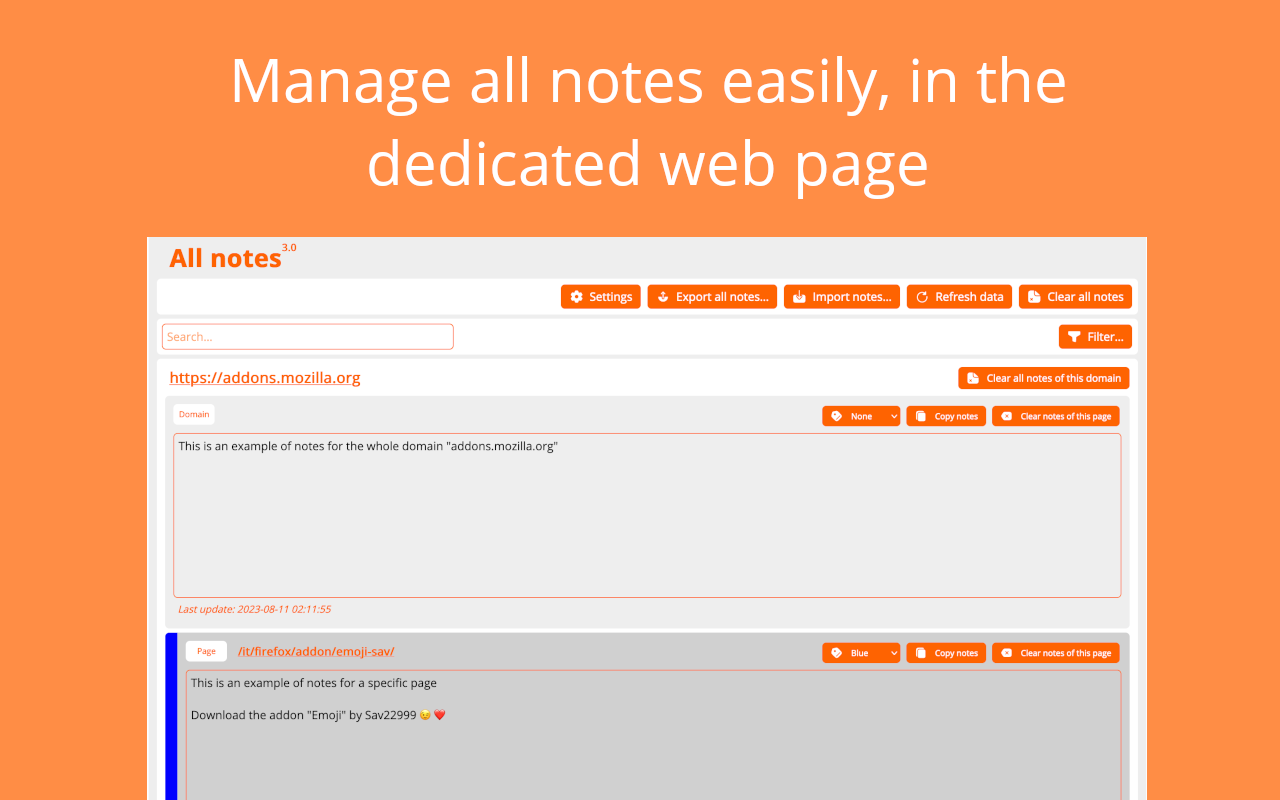 Manage all notes easily, in the
dedicated web page
All notes 3.0
Settings Export all notes... Import notes... Refresh data Clear all notes
Search... Filter...
https://addons.mozilla.org Clear all notes of this domain
Domain None Copy notes Clear notes of this page
This is an example of notes for the whole domain "addons.mozilla.org"
Last update: 2023-08-11 02:11:55
Page /it/firefox/addon/emoji-sav/ Blue Copy notes Clear notes of this page
This is an example of notes for a specific page
Download the addon "Emoji" by Sav22999 😉 ❤️